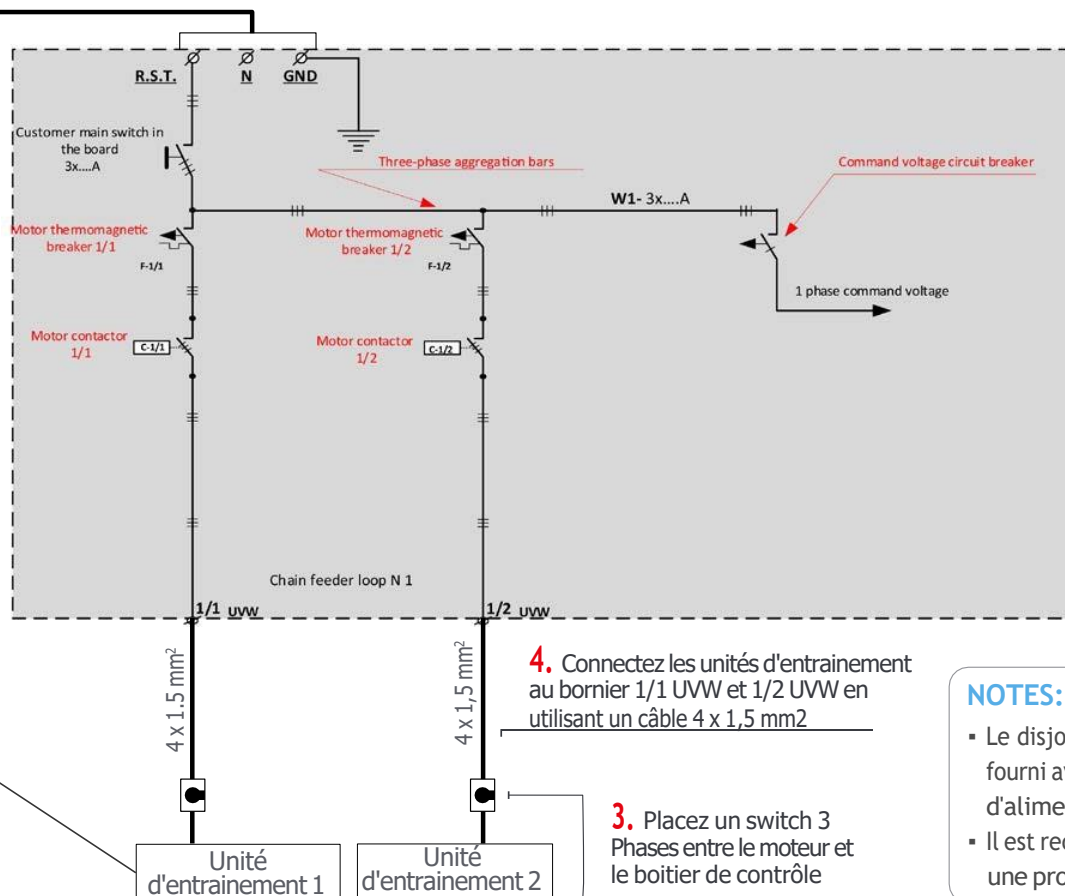 R.S.T.
N
GND
Customer main switch in
the board
3x....A
Three-phase aggregation bars
Command voltage circuit breaker
W1- 3x....A
Motor thermomagnetic
breaker 1/1
F-1/1
Motor thermomagnetic
breaker 1/2
F-1/2
1 phase command voltage
Motor contactor
1/1
C-1/1
Motor contactor
1/2
C-1/2
Chain feeder loop N 1
1/1 UVW
1/2 UVW
4 x 1.5 mm²
4 x 1,5 mm²
4. Connectez les unités d'entrainement
au bornier 1/1 UVW et 1/2 UVW en
utilisant un câble 4 x 1,5 mm2
3. Placez un switch 3
Phases entre le moteur et
le boitier de contrôle
Unité
d'entrainement 1
Unité
d'entrainement 2
NOTES:
▪ Le
fourni
▪ Il est
une